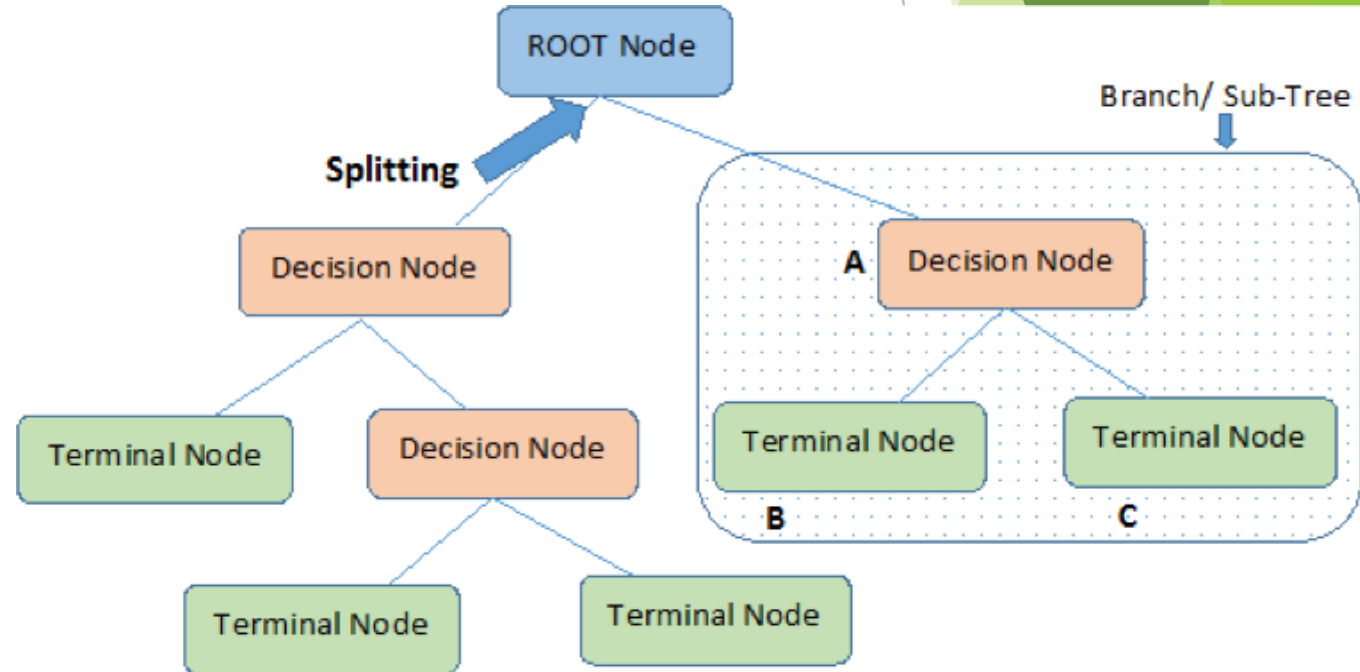 ROOT Node
Branch/ Sub-Tree
Splitting
Decision Node
A
Decision Node
Terminal Node
Decision Node
Terminal Node
Terminal Node
B
C
Terminal Node
Terminal Node